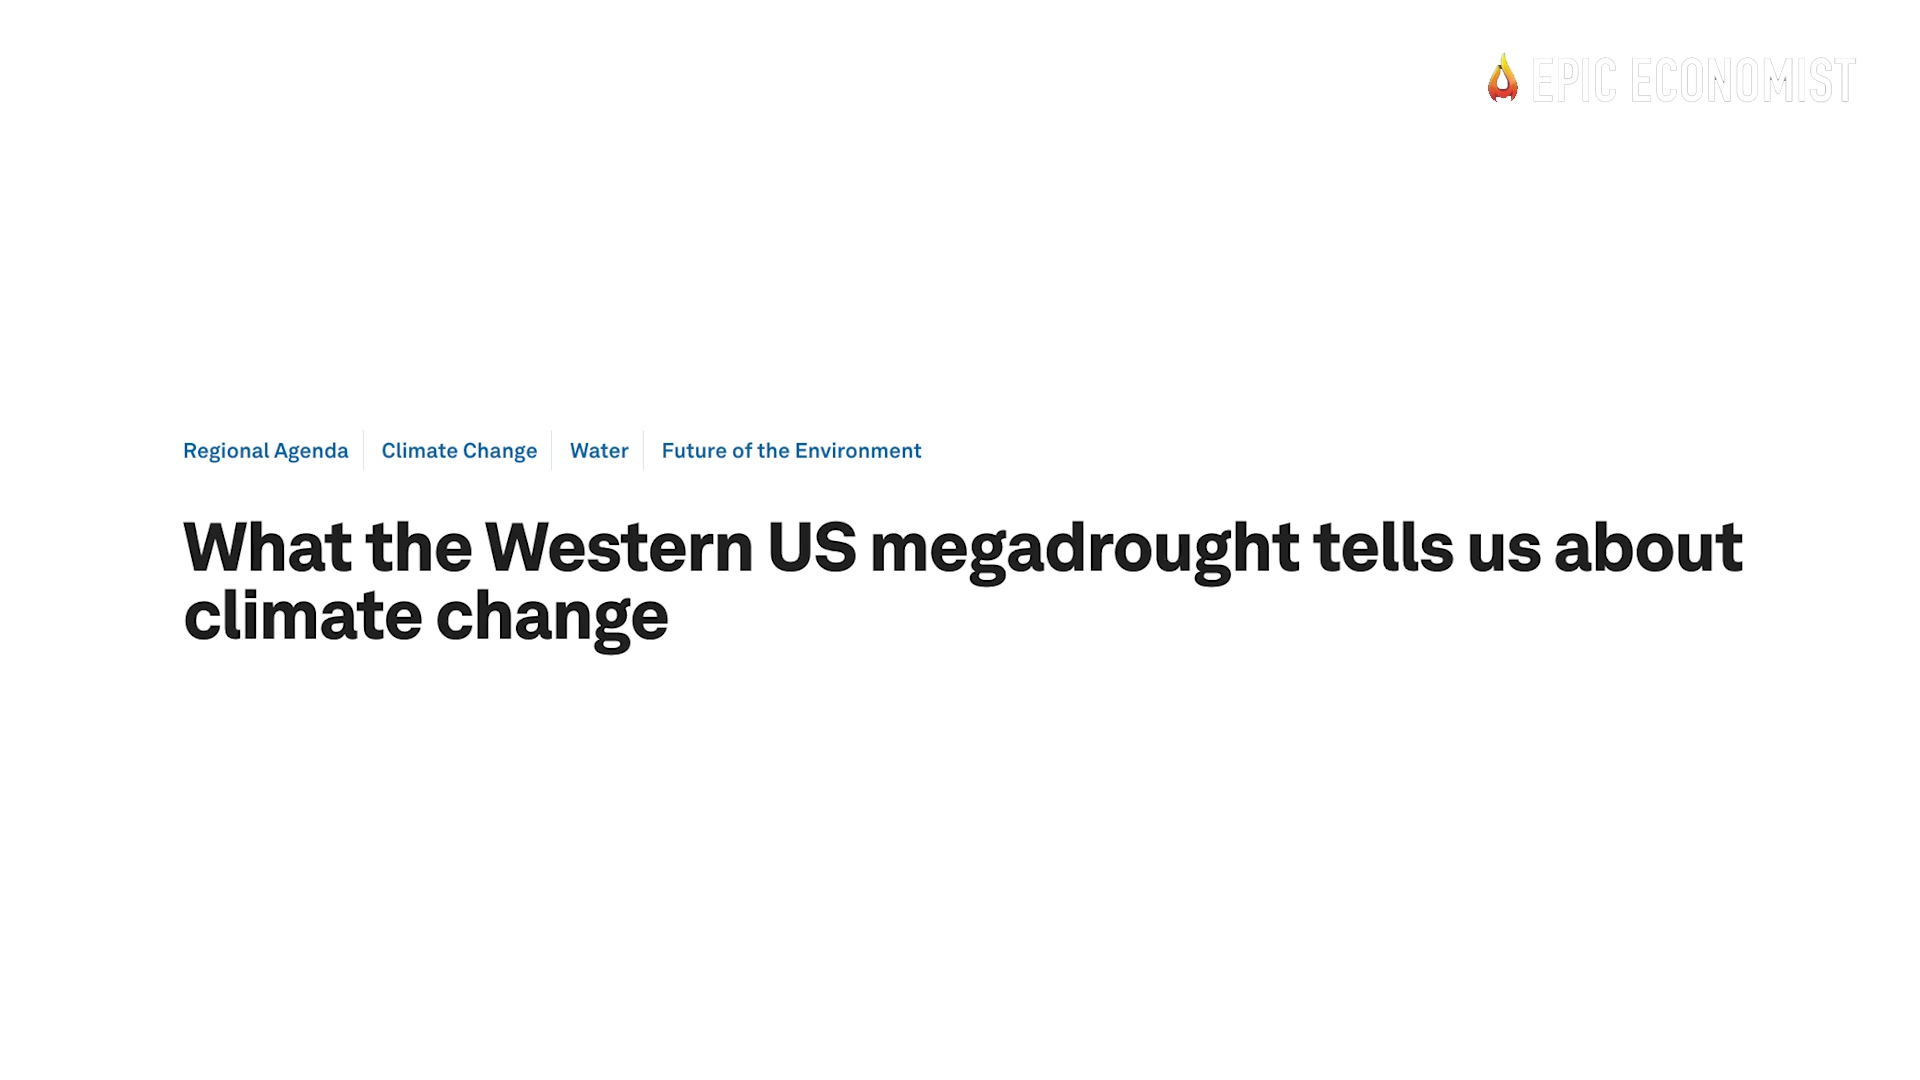 EPIC ECONOMIST
Regional Agenda
Climate Change
Water
Future of the Environment
What the Western US megadrought tells us about
climate change